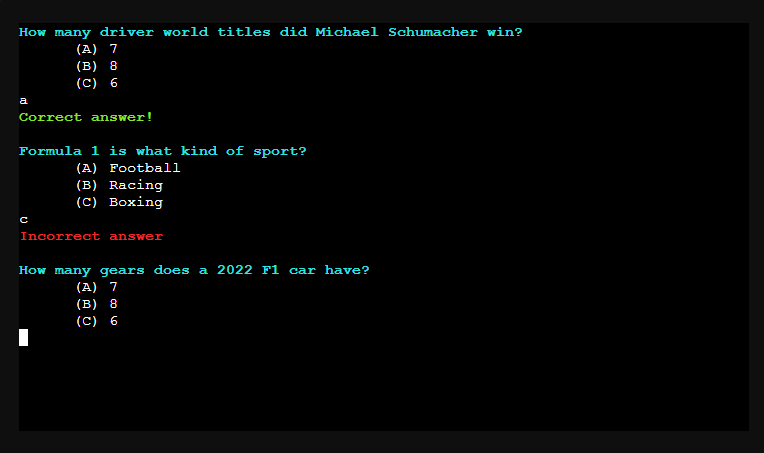 How many driver world titles did Michael Schumacher win?
(A) 7
(B) 8
(C) 6
a
Correct answer!
Formula 1 is what kind of sport?
(A) Football
(B) Racing
(C) Boxing
c
Incorrect answer
How many gears does a 2022 F1 car have?
(A) 7
(B) 8
(C) 6